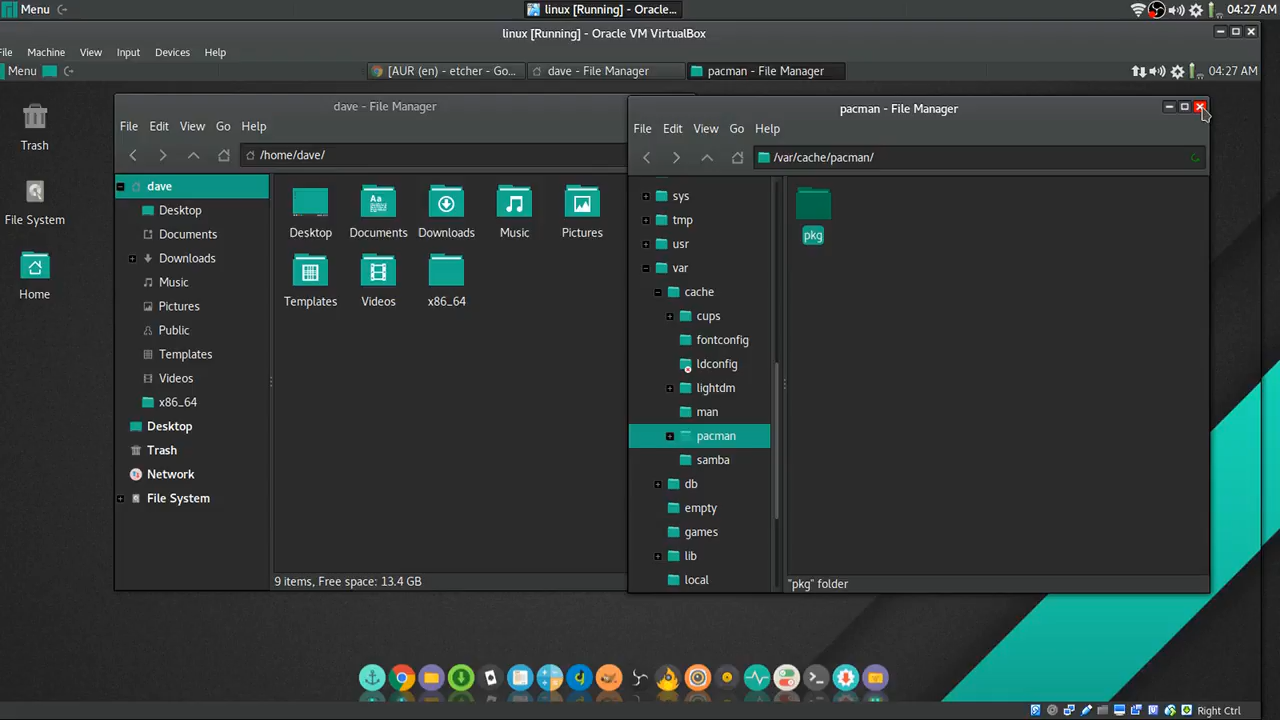 Menu
linux [Running] - Oracle...
04:27 AM
linux [Running] - Oracle VM VirtualBox
File Machine View Input Devices Help
Menu
[AUR (en) - etcher - Go...
dave - File Manager
pacman - File Manager
04:27 AM
Trash
File System
Home
dave - File Manager
File Edit View Go Help
/home/dave/
dave
Desktop
Documents
Downloads
Music
Pictures
Public
Templates
Videos
x86_64
Desktop
Trash
Network
File System
Desktop Documents Downloads Music Pictures
Templates Videos x86_64
9 items, Free space: 13.4 GB
pacman - File Manager
File Edit View Go Help
/var/cache/pacman/
sys
tmp
usr
var
cache
cups
fontconfig
ldconfig
lightdm
man
pacman
samba
db
empty
games
lib
local
pkg
"pkg" folder
Right Ctrl